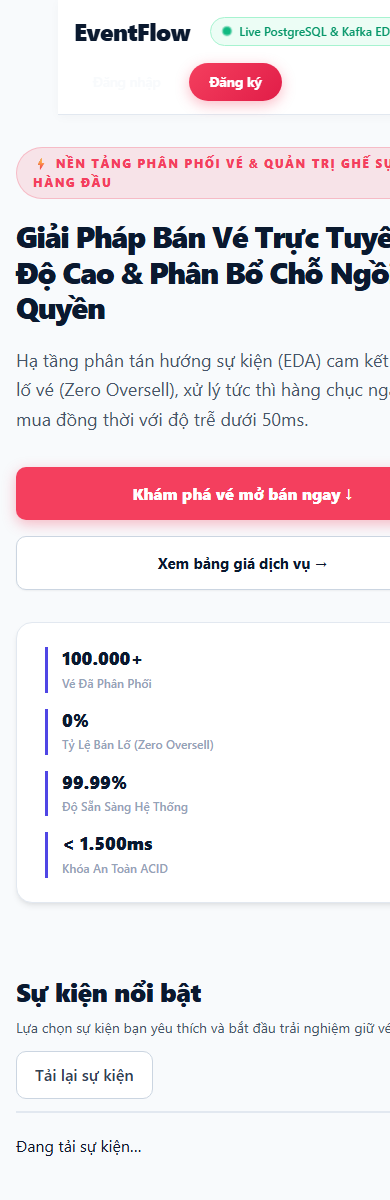 EventFlow
Live PostgreSQL & Kafka ED
Đăng nhập
Đăng ký
NỀN TẢNG PHÂN PHỐI VÉ & QUẢN TRỊ GHẾ SỰ
HÀNG ĐẦU
Giải Pháp Bán Vé Trực Tuyế
Độ Cao & Phân Bổ Chỗ Ngồi
Quyền
Hạ tầng phân tán hướng sự kiện (EDA) cam kết
lố vé (Zero Oversell), xử lý tức thì hàng chục ng
mua đồng thời với độ trễ dưới 50ms.
Khám phá vé mở bán ngay ↓
Xem bảng giá dịch vụ →
100.000+
Vé Đã Phân Phối
0%
Tỷ Lệ Bán Lố (Zero Oversell)
99.99%
Độ Sẵn Sàng Hệ Thống
< 1.500ms
Khóa An Toàn ACID
Sự kiện nổi bật
Lựa chọn sự kiện bạn yêu thích và bắt đầu trải nghiệm giữ vé
Tải lại sự kiện
Đang tải sự kiện...